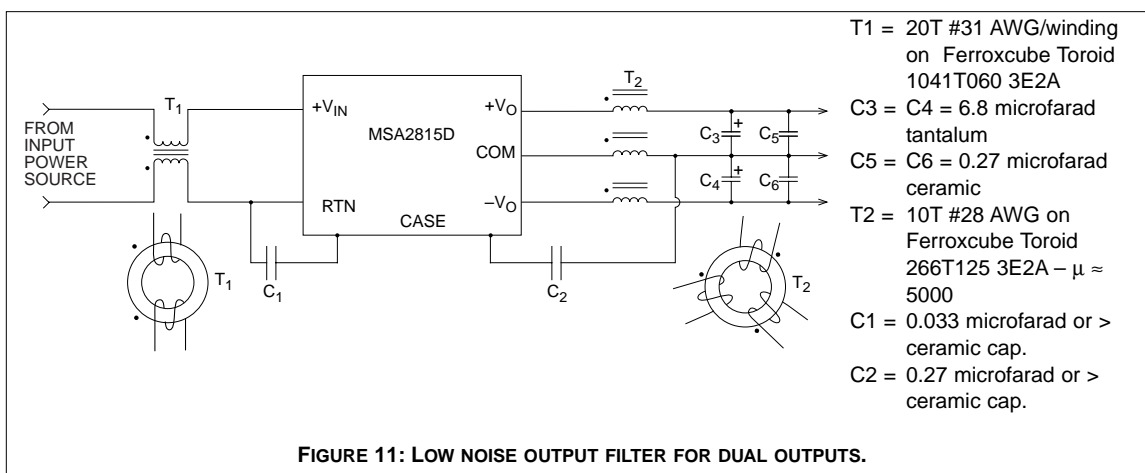 T1
FROM
INPUT
POWER
SOURCE
+VIN
MSA2815D
RTN
CASE
+VO
COM
–VO
T2
C3
+
C5
C4
+
C6
C1
C2
T1
T2
T1 = 20T #31 AWG/winding
on Ferroxcube Toroid
1041T060 3E2A
C3 = C4 = 6.8 microfarad
tantalum
C5 = C6 = 0.27 microfarad
ceramic
T2 = 10T #28 AWG on
Ferroxcube Toroid
266T125 3E2A – μ ≈
5000
C1 = 0.033 microfarad or >
ceramic cap.
C2 = 0.27 microfarad or >
ceramic cap.
FIGURE 11: LOW NOISE OUTPUT FILTER FOR DUAL OUTPUTS.